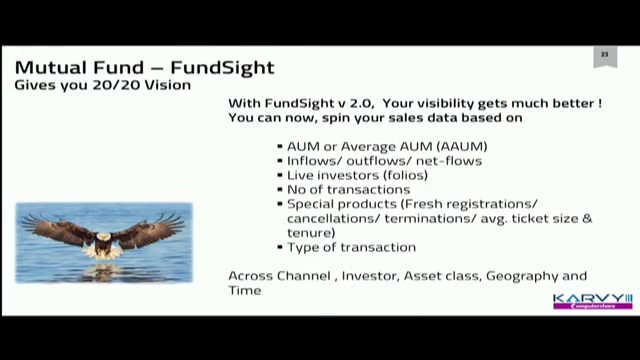 23
Mutual Fund – FundSight
Gives you 20/20 Vision
With FundSight v 2.0, Your visibility gets much better !
You can now, spin your sales data based on
▪ AUM or Average AUM (AAUM)
▪ Inflows/ outflows/ net-flows
▪ Live investors (folios)
▪ No of transactions
▪ Special products (Fresh registrations/
cancellations/ terminations/ avg. ticket size &
tenure)
▪ Type of transaction
Across Channel , Investor, Asset class, Geography and
Time
KARVY
Computershare